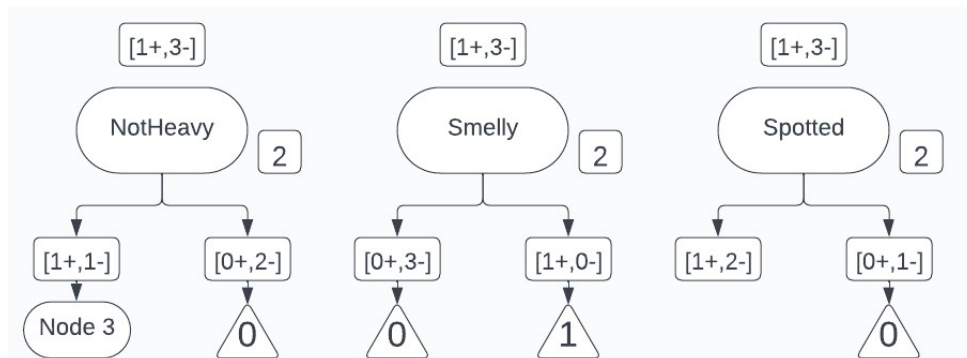 [1+,3-] [1+,3-] [1+,3-]
NotHeavy Smelly Spotted
2 2 2
[1+,1-] [0+,2-] [0+,3-] [1+,0-] [1+,2-] [0+,1-]
Node 3 0 0 1 0